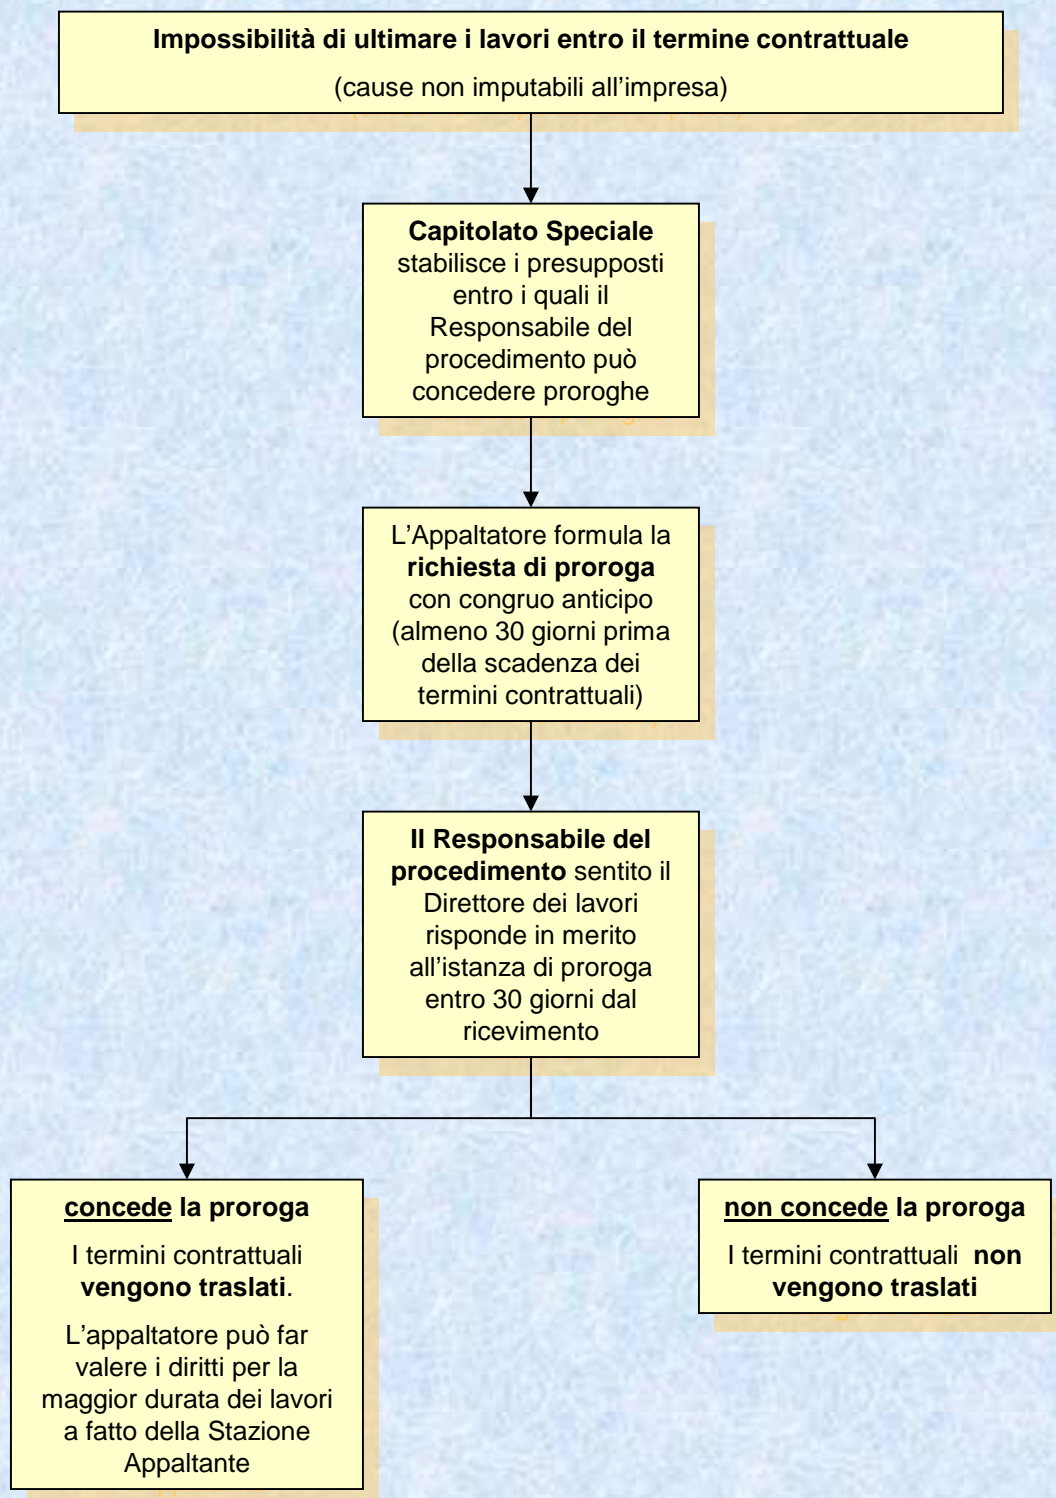 Impossibilità di ultimare i lavori entro il termine contrattuale
(cause non imputabili all’impresa)
Capitolato Speciale
stabilisce i presupposti
entro i quali il
Responsabile del
procedimento può
concedere proroghe
L’Appaltatore formula la
richiesta di proroga
con congruo anticipo
(almeno 30 giorni prima
della scadenza dei
termini contrattuali)
Il Responsabile del
procedimento sentito il
Direttore dei lavori
risponde in merito
all’istanza di proroga
entro 30 giorni dal
ricevimento
concede la proroga
I termini contrattuali
vengono traslati.
L’appaltatore può far
valere i diritti per la
maggior durata dei lavori
a fatto della Stazione
Appaltante
non concede la proroga
I termini contrattuali non
vengono traslati